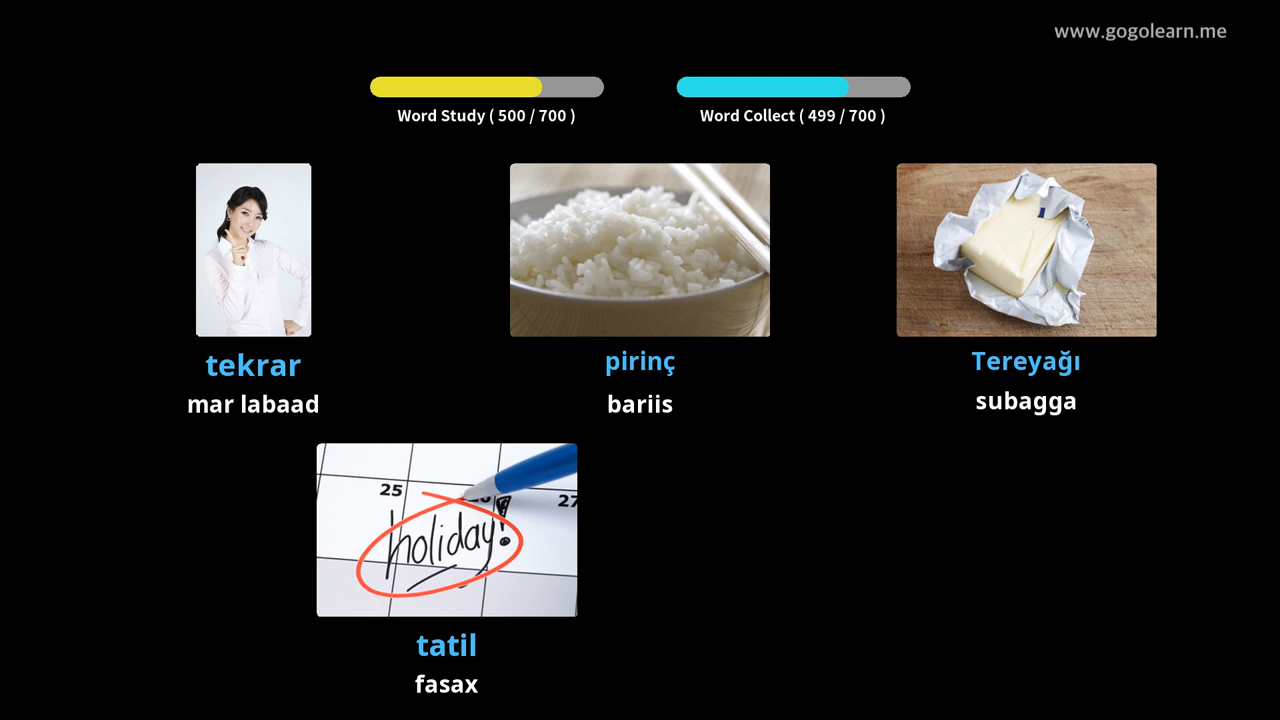 www.gogolearn.me
Word Study ( 500 / 700 )
Word Collect ( 499 / 700 )
tekrar
mar labaad
pirinç
bariis
Tereyağı
subagga
25
27
holiday!
tatil
fasax